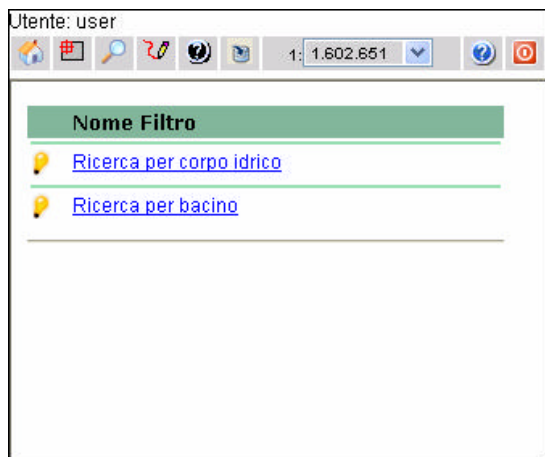 Utente: user
1: 1.602.651
Nome Filtro
Ricerca per corpo idrico
Ricerca per bacino